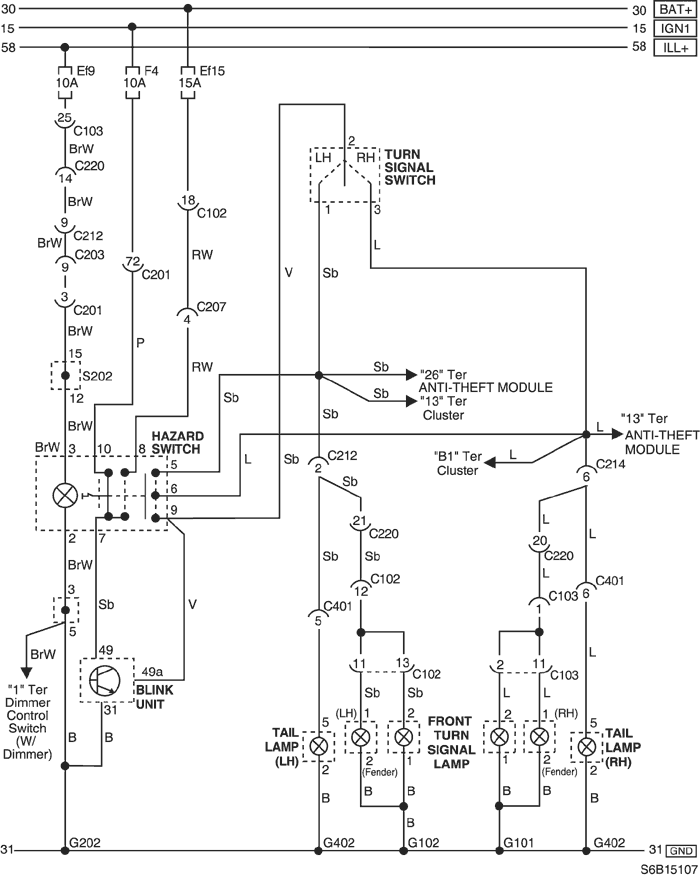 30 30 BAT+
15 15 IGN1
58 58 ILL+
Ef9 10A F4 10A Ef15 15A
25 C103
BrW
C220
14
2
LH RH
TURN SIGNAL SWITCH
1 3
BrW
18 C102
9 C212
BrW
C203
9
72 C201
RW
V
Sb
L
3 C201
C207
4
BrW
P
15
S202
12
RW
Sb
Sb "26" Ter
ANTI-THEFT MODULE
Sb "13" Ter
Cluster
Sb
BrW
L "13" Ter
ANTI-THEFT
MODULE
HAZARD
SWITCH
BrW 3 10 8
5
6
9
L
Sb
C212
2
"B1" Ter
Cluster
L
C214
6
2 7
Sb
21 C220
L
20 C220
L
BrW
Sb
V
Sb
Sb
12 C102
C401
5
L
C103
1
C401
6
3
5
BrW
49
49a
BLINK
UNIT
31
"1" Ter
Dimmer
Control
Switch
(W/
Dimmer)
11 13 C102
2 11 C103
Sb
Sb
Sb
L
L
L
B
B
TAIL
LAMP
(LH)
5
2
(LH) 1
2
(Fender)
2
1
FRONT
TURN
SIGNAL
LAMP
2
1
1 (RH)
2
(Fender)
5
2
TAIL
LAMP
(RH)
B
B
B
B
B
B
B
B
31 G202 G402 G102 G101 G402 31 GND
S6B15107